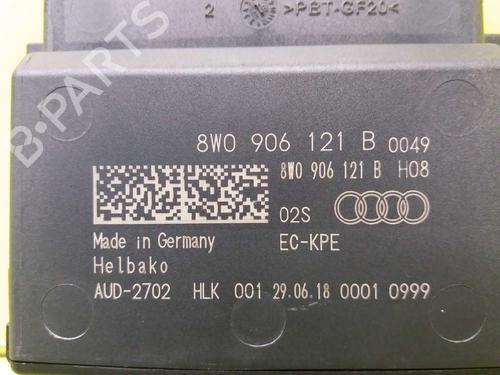 2 >PBT-GF20<
8W0 906 121 B 0049
8W0 906 121 B H08
02S
Made in Germany EC-KPE
Helbako
AUD-2702 HLK 001 29.06.18 0001 0999
B-PARTS